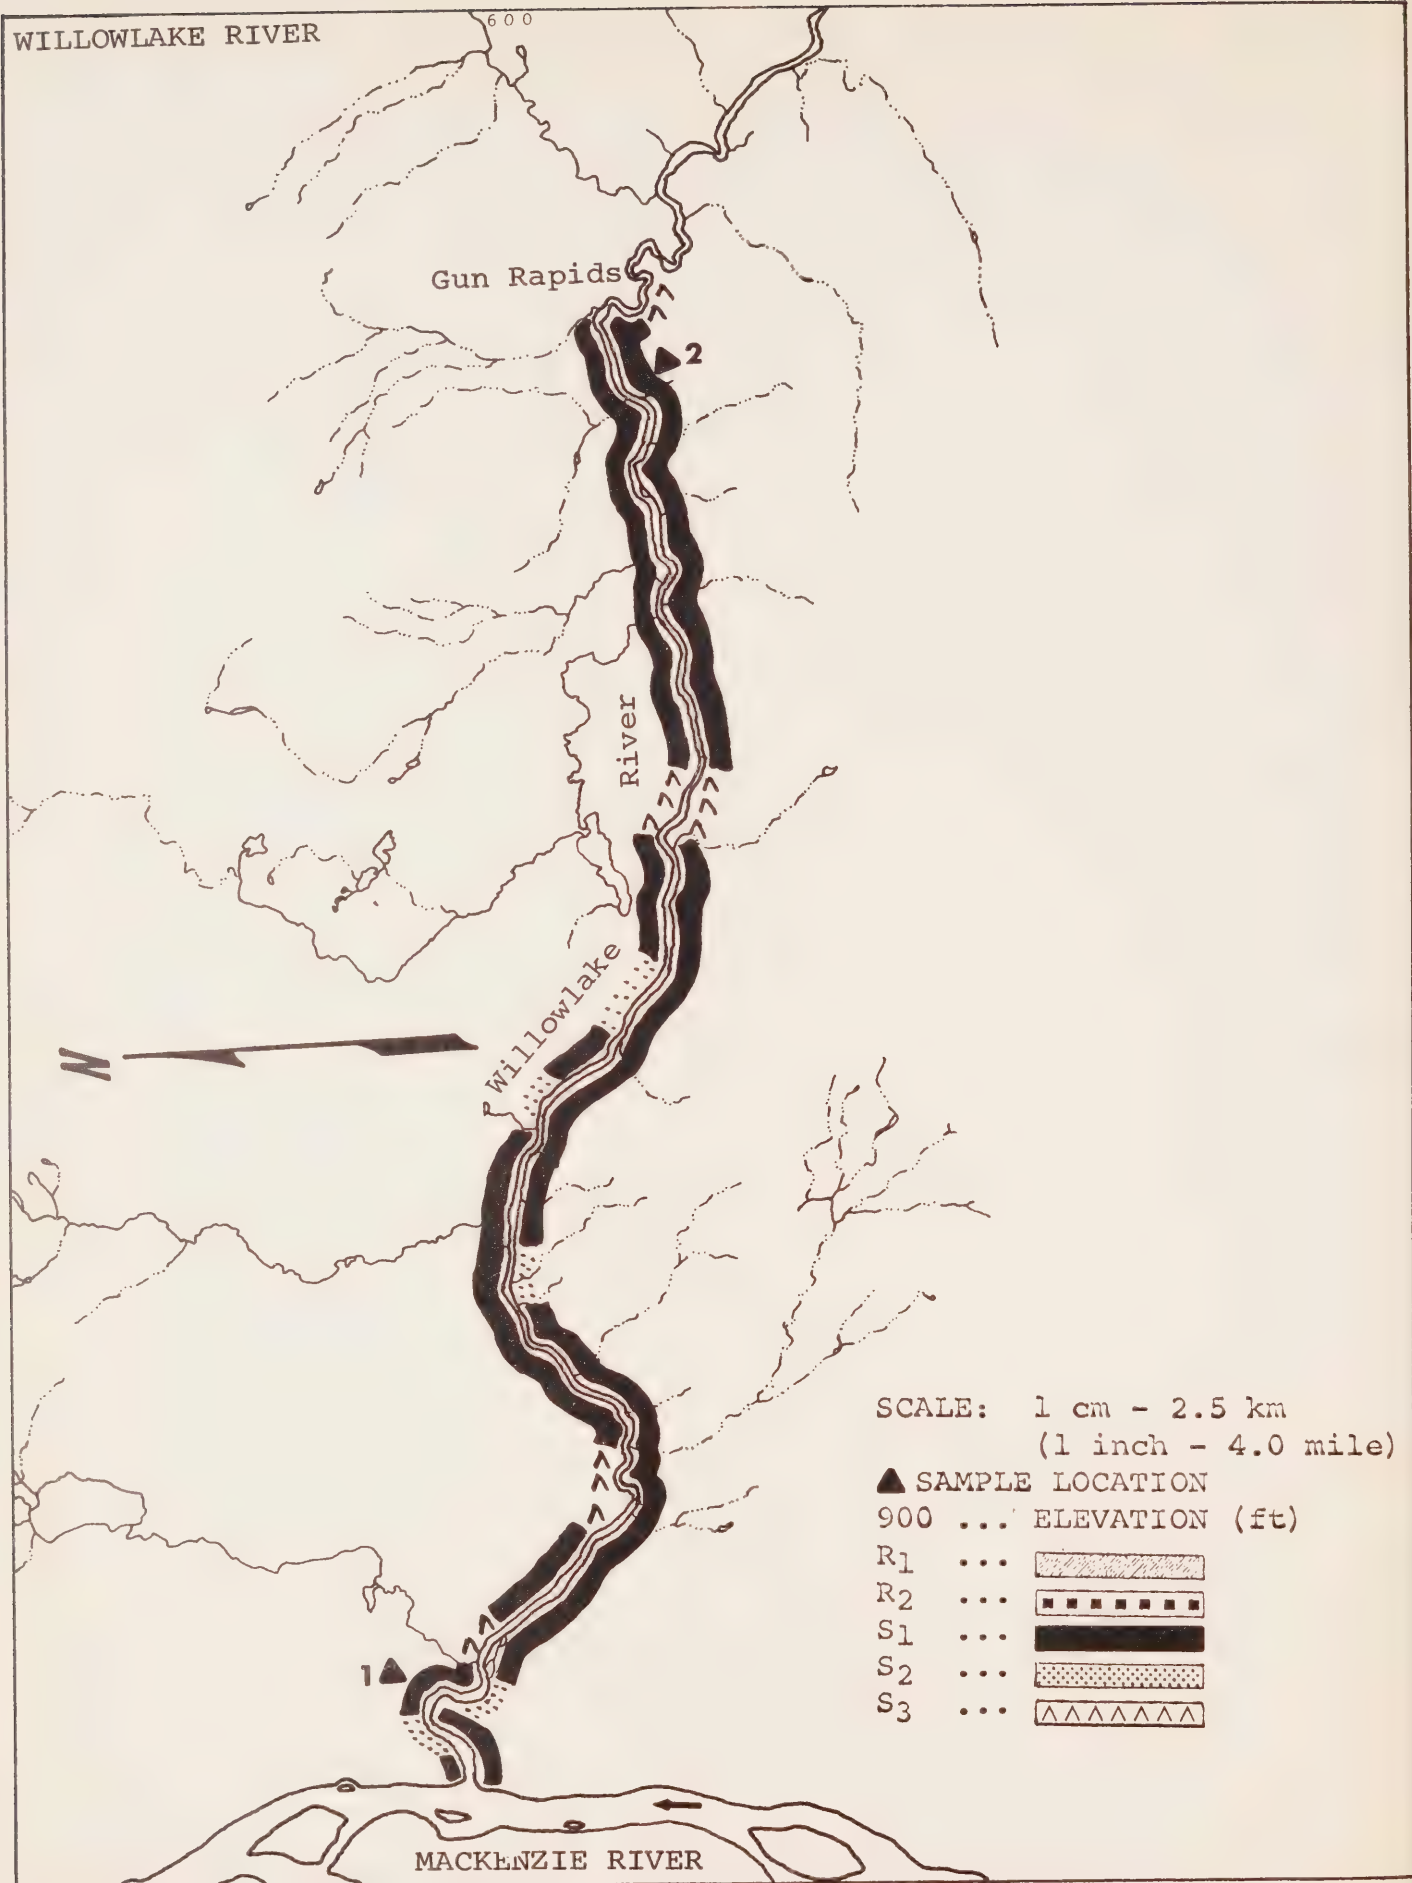 WILLOWLAKE RIVER
600
Gun Rapids
2
River
Willowlake
N
SCALE: 1 cm - 2.5 km
(1 inch - 4.0 mile)
▲ SAMPLE LOCATION
900 ... ELEVATION (ft)
R1 ...
R2 ...
S1 ...
S2 ...
S3 ...
1
MACKENZIE RIVER